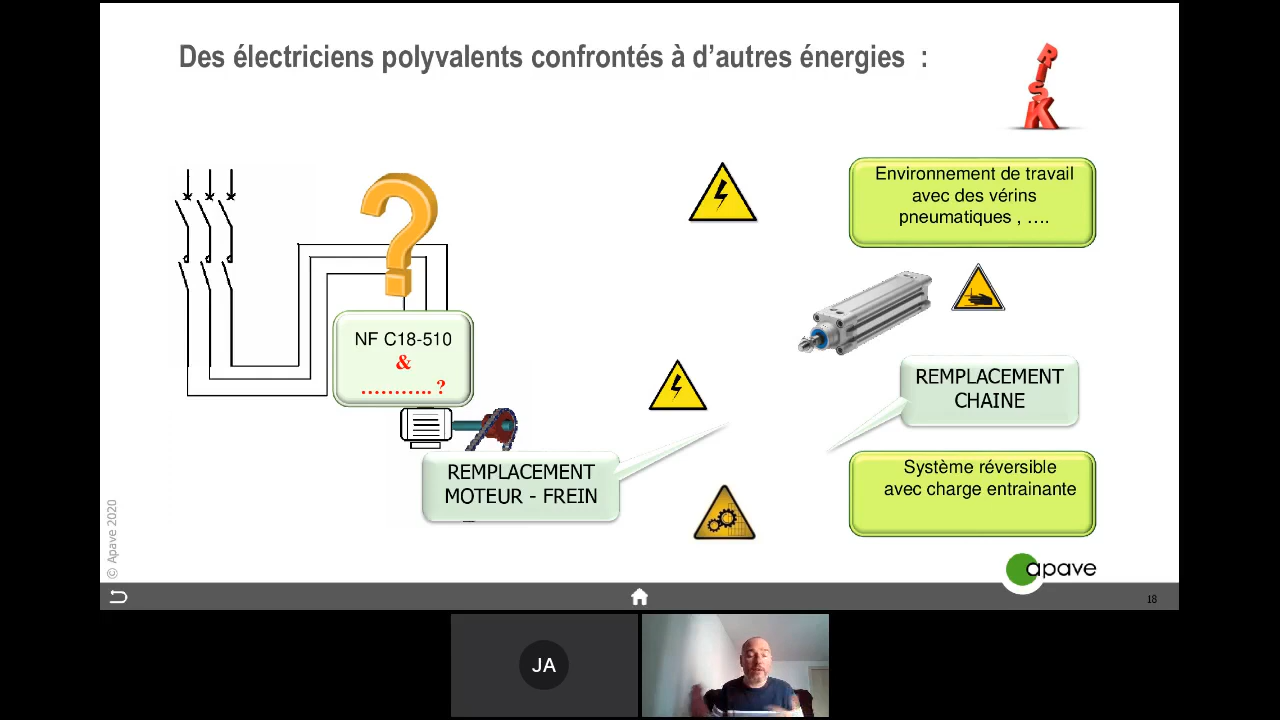 Des électriciens polyvalents confrontés à d’autres énergies :
RISK
Environnement de travail
avec des vérins
pneumatiques , ….
NF C18-510
&
……….. ?
REMPLACEMENT
CHAINE
REMPLACEMENT
MOTEUR - FREIN
Système réversible
avec charge entrainante
© Apave 2020
apave
18
JA